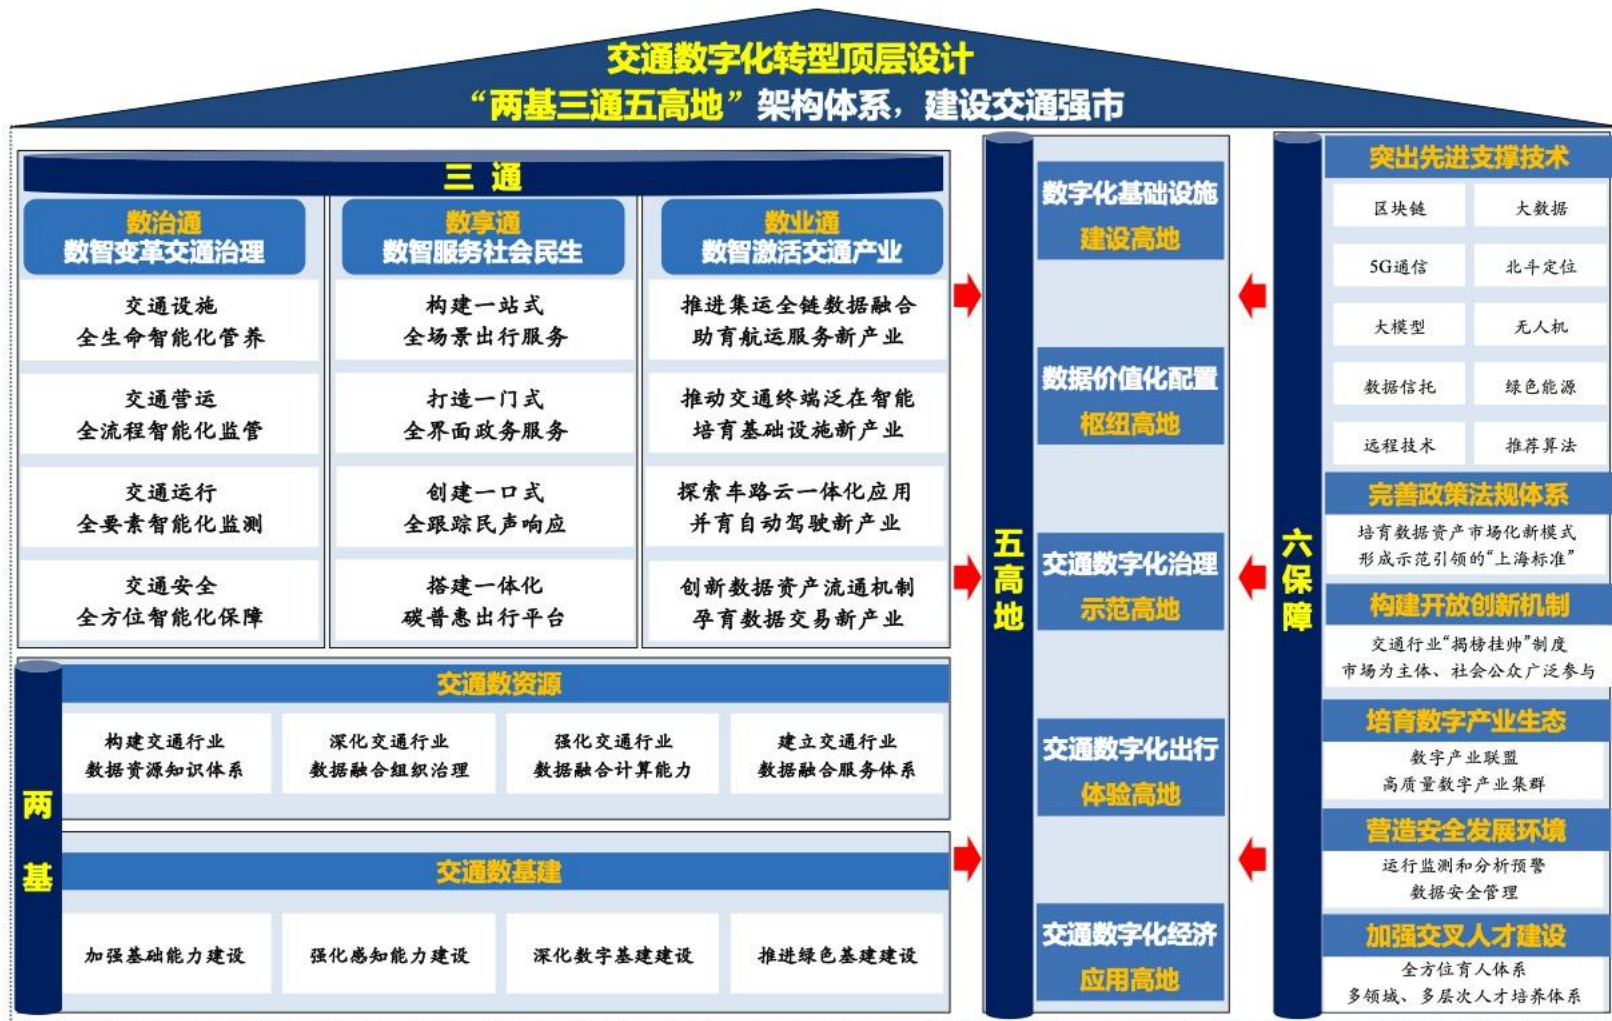 交通数字化转型顶层设计
“两基三通五高地”架构体系，建设交通强市
三 通
数治通
数智变革交通治理
交通设施
全生命智能化管养
交通营运
全流程智能化监管
交通运行
全要素智能化监测
交通安全
全方位智能化保障
数享通
数智服务社会民生
构建一站式
全场景出行服务
打造一门式
全界面政务服务
创建一口式
全跟踪民声响应
搭建一体化
碳普惠出行平台
数业通
数智激活交通产业
推进集运全链数据融合
助育航运服务新产业
推动交通终端泛在智能
培育基础设施新产业
探索车路云一体化应用
并育自动驾驶新产业
创新数据资产流通机制
孕育数据交易新产业
两
基
交通数资源
构建交通行业
数据资源知识体系
深化交通行业
数据融合组织治理
强化交通行业
数据融合计算能力
建立交通行业
数据融合服务体系
交通数基建
加强基础能力建设
强化感知能力建设
深化数字基建建设
推进绿色基建建设
五
高
地
数字化基础设施
建设高地
数据价值化配置
枢纽高地
交通数字化治理
示范高地
交通数字化出行
体验高地
交通数字化经济
应用高地
六
保
障
突出先进支撑技术
区块链
大数据
5G通信
北斗定位
大模型
无人机
数据信托
绿色能源
远程技术
推荐算法
完善政策法规体系
培育数据资产市场化新模式
形成示范引领的“上海标准”
构建开放创新机制
交通行业“揭榜挂帅”制度
市场为主体、社会公众广泛参与
培育数字产业生态
数字产业联盟
高质量数字产业集群
营造安全发展环境
运行监测和分析预警
数据安全管理
加强交叉人才建设
全方位育人体系
多领域、多层次人才培养体系